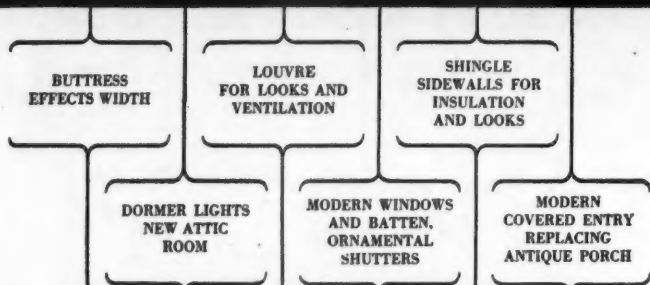 BUTTRESS
EFFECTS WIDTH
LOUVRE
FOR LOOKS AND
VENTILATION
SHINGLE
SIDEWALLS FOR
INSULATION
AND LOOKS
DORMER LIGHTS
NEW ATTIC
ROOM
MODERN WINDOWS
AND BATTEN,
ORNAMENTAL
SHUTTERS
MODERN
COVERED ENTRY
REPLACING
ANTIQUE PORCH